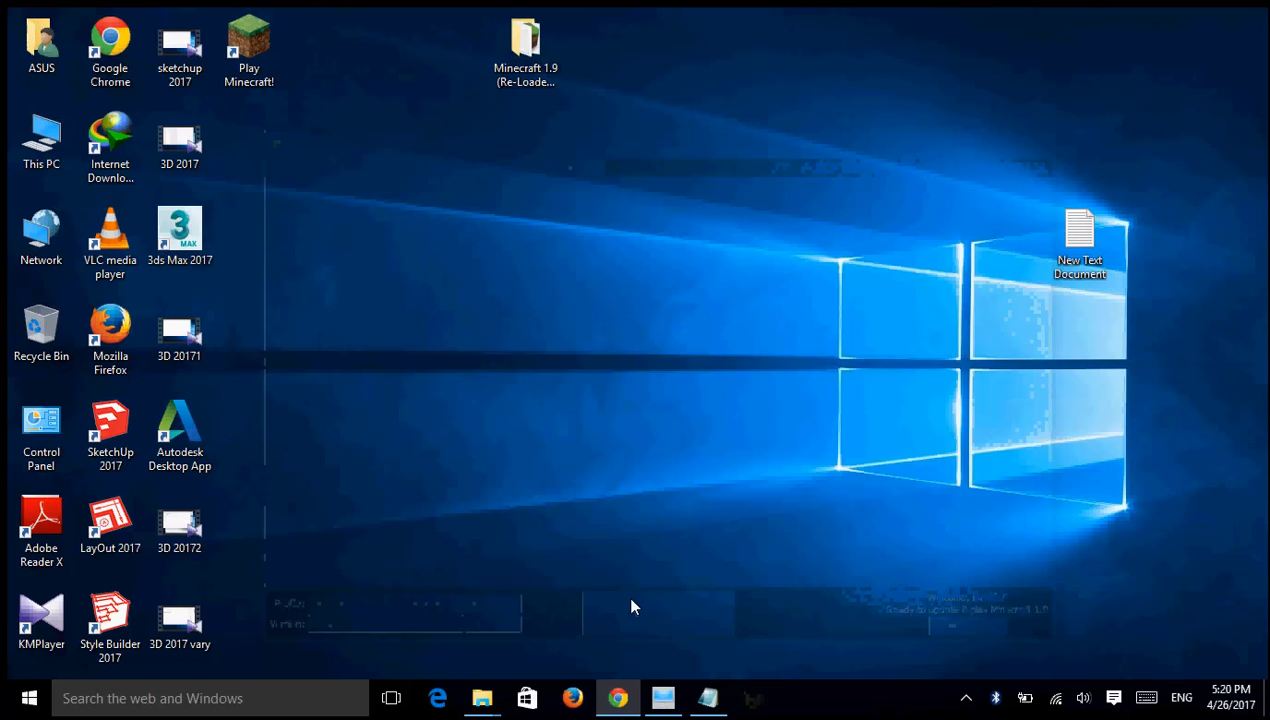 ASUS
Google
Chrome
sketchup
2017
Play
Minecraft!
Minecraft 1.9
(Re-Loade...
This PC
Internet
Downlo...
3D 2017
Network
VLC media
player
3
MAX
3ds Max 2017
New Text
Document
Recycle Bin
Mozilla
Firefox
3D 20171
Control
Panel
SketchUp
2017
Autodesk
Desktop App
Adobe
Reader X
LayOut 2017
3D 20172
KMPlayer
Style Builder
2017
3D 2017 vary
Search the web and Windows
ENG
5:20 PM
4/26/2017